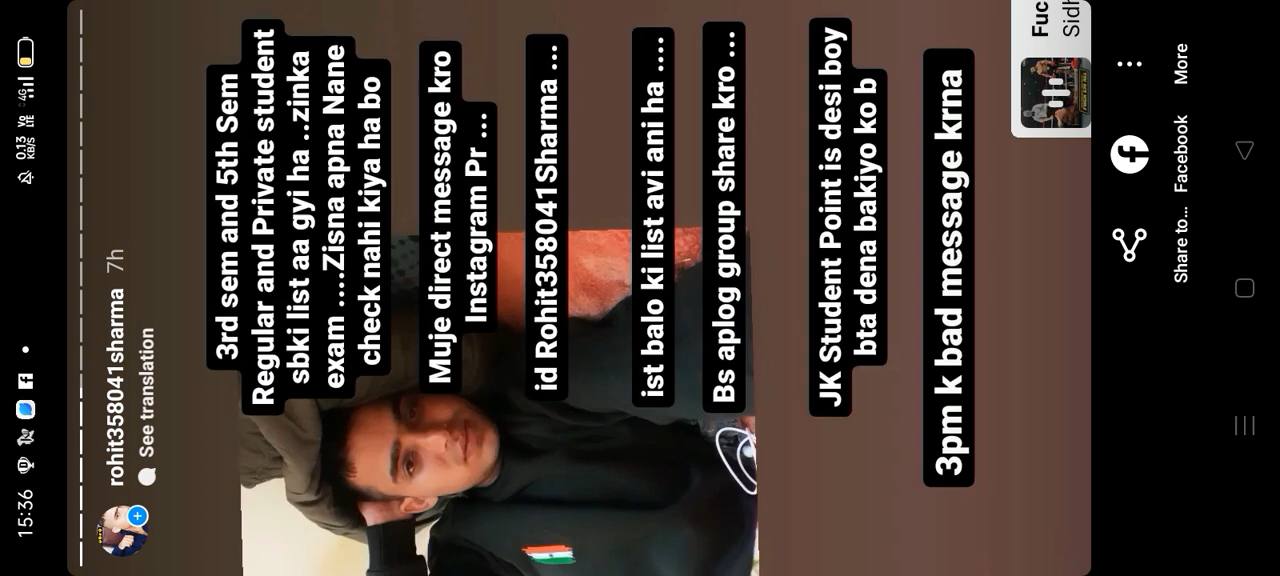 15:36
0.13 KB/S Vo LTE 4G
rohit358041sharma 7h
See translation
3rd sem and 5th Sem
Regular and Private student
sbki list aa gyi ha ..zinka
exam ....Zisna apna Nane
check nahi kiya ha bo
Muje direct message kro
Instagram Pr ...
id Rohit358041Sharma ...
ist balo ki list avi ani ha ....
Bs aplog group share kro ...
JK Student Point is desi boy
bta dena bakiyo ko b
3pm k bad message krna
Fuc
Sidh
Share to...
Facebook
More